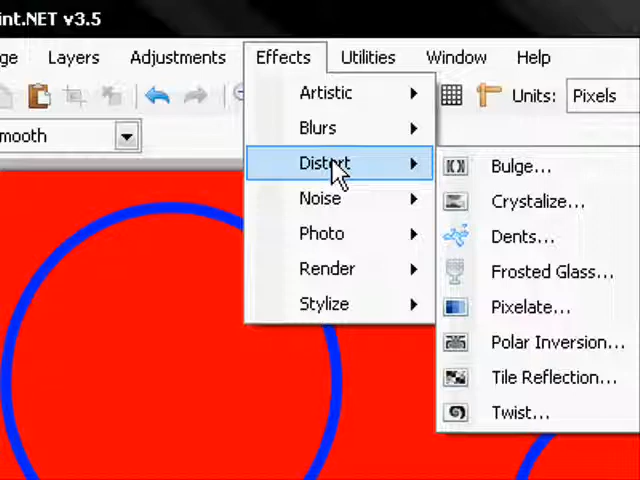 int.NET v3.5
ge Layers Adjustments Effects Utilities Window Help
Units: Pixels
mooth
Artistic
Blurs
Distort
Noise
Photo
Render
Stylize
Bulge...
Crystalize...
Dents...
Frosted Glass...
Pixelate...
Polar Inversion...
Tile Reflection...
Twist...